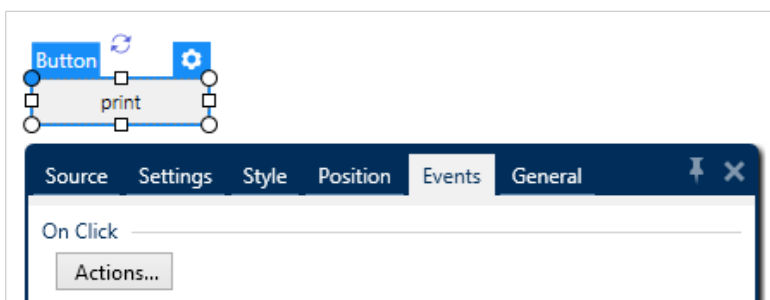 Button
print
Source Settings Style Position Events General
On Click
Actions...